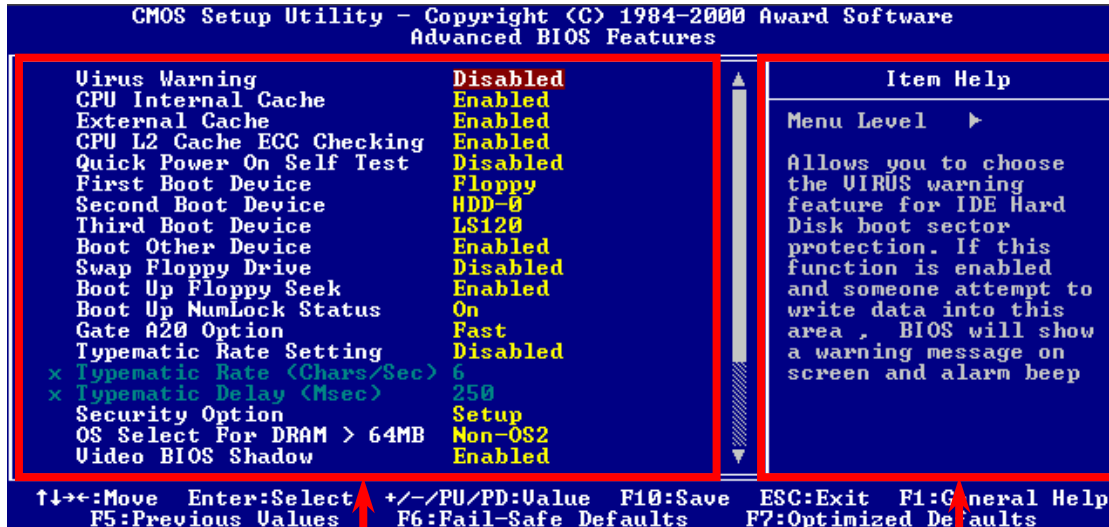 CMOS Setup Utility - Copyright (C) 1984-2000 Award Software
Advanced BIOS Features
Virus Warning Disabled
CPU Internal Cache Enabled
External Cache Enabled
CPU L2 Cache ECC Checking Enabled
Quick Power On Self Test Disabled
First Boot Device Floppy
Second Boot Device HDD-0
Third Boot Device LS120
Boot Other Device Enabled
Swap Floppy Drive Disabled
Boot Up Floppy Seek Enabled
Boot Up NumLock Status On
Gate A20 Option Fast
Typematic Rate Setting Disabled
x Typematic Rate (Chars/Sec) 6
x Typematic Delay (Msec) 250
Security Option Setup
OS Select For DRAM > 64MB Non-OS2
Video BIOS Shadow Enabled
Item Help
Menu Level ►
Allows you to choose
the VIRUS warning
feature for IDE Hard
Disk boot sector
protection. If this
function is enabled
and someone attempt to
write data into this
area , BIOS will show
a warning message on
screen and alarm beep
↑↓→←:Move Enter:Select +/-/PU/PD:Value F10:Save ESC:Exit F1:General Help
F5:Previous Values F6:Fail-Safe Defaults F7:Optimized Defaults